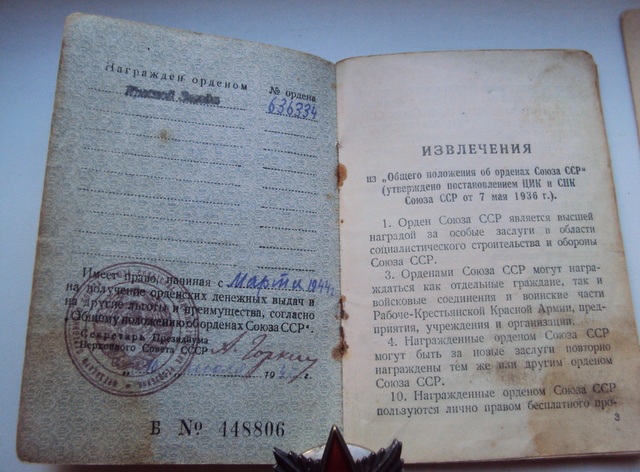 Награжден орденом
№ ордена
Красной Звезды
636334
Имеет право, начиная с Марта 1944 г.
на получение орденских денежных выдач и
на другие льготы и преимущества, согласно
„Общему положению об орденах Союза ССР“.
Секретарь Президиума
Верховного Совета СССР А. Горкин
19 г.
Б № 448806
ИЗВЛЕЧЕНИЯ
из „Общего положения об орденах Союза ССР“
(утверждено постановлением ЦИК и СНК
Союза ССР от 7 мая 1936 г.).
1. Орден Союза ССР является высшей
наградой за особые заслуги в области
социалистического строительства и обороны
Союза ССР.
3. Орденами Союза ССР могут награ-
ждаться как отдельные граждане, так и
войсковые соединения и воинские части
Рабоче-Крестьянской Красной Армии, пред-
приятия, учреждения и организации.
4. Награжденные орденом Союза ССР
могут быть за новые заслуги повторно
награждены тем же или другим орденом
Союза ССР.
10. Награжденные орденом Союза ССР
пользуются лично правом бесплатного про-
3